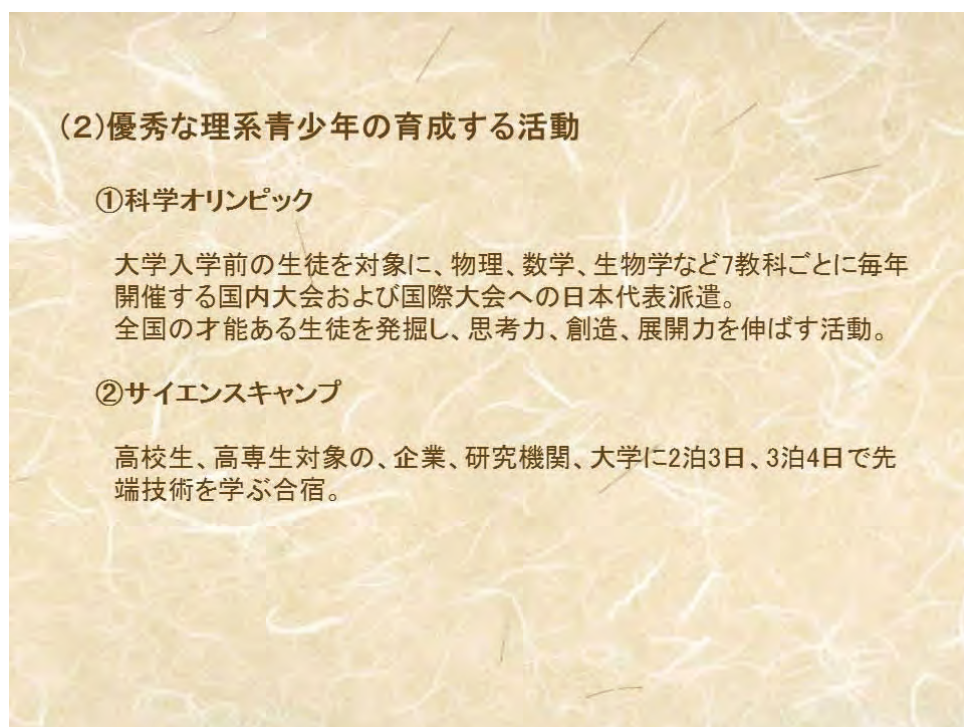 (2)優秀な理系青少年の育成する活動
①科学オリンピック
大学入学前の生徒を対象に、物理、数学、生物学など7教科ごとに毎年
開催する国内大会および国際大会への日本代表派遣。
全国の才能ある生徒を発掘し、思考力、創造、展開力を伸ばす活動。
②サイエンスキャンプ
高校生、高専生対象の、企業、研究機関、大学に2泊3日、3泊4日で先
端技術を学ぶ合宿。